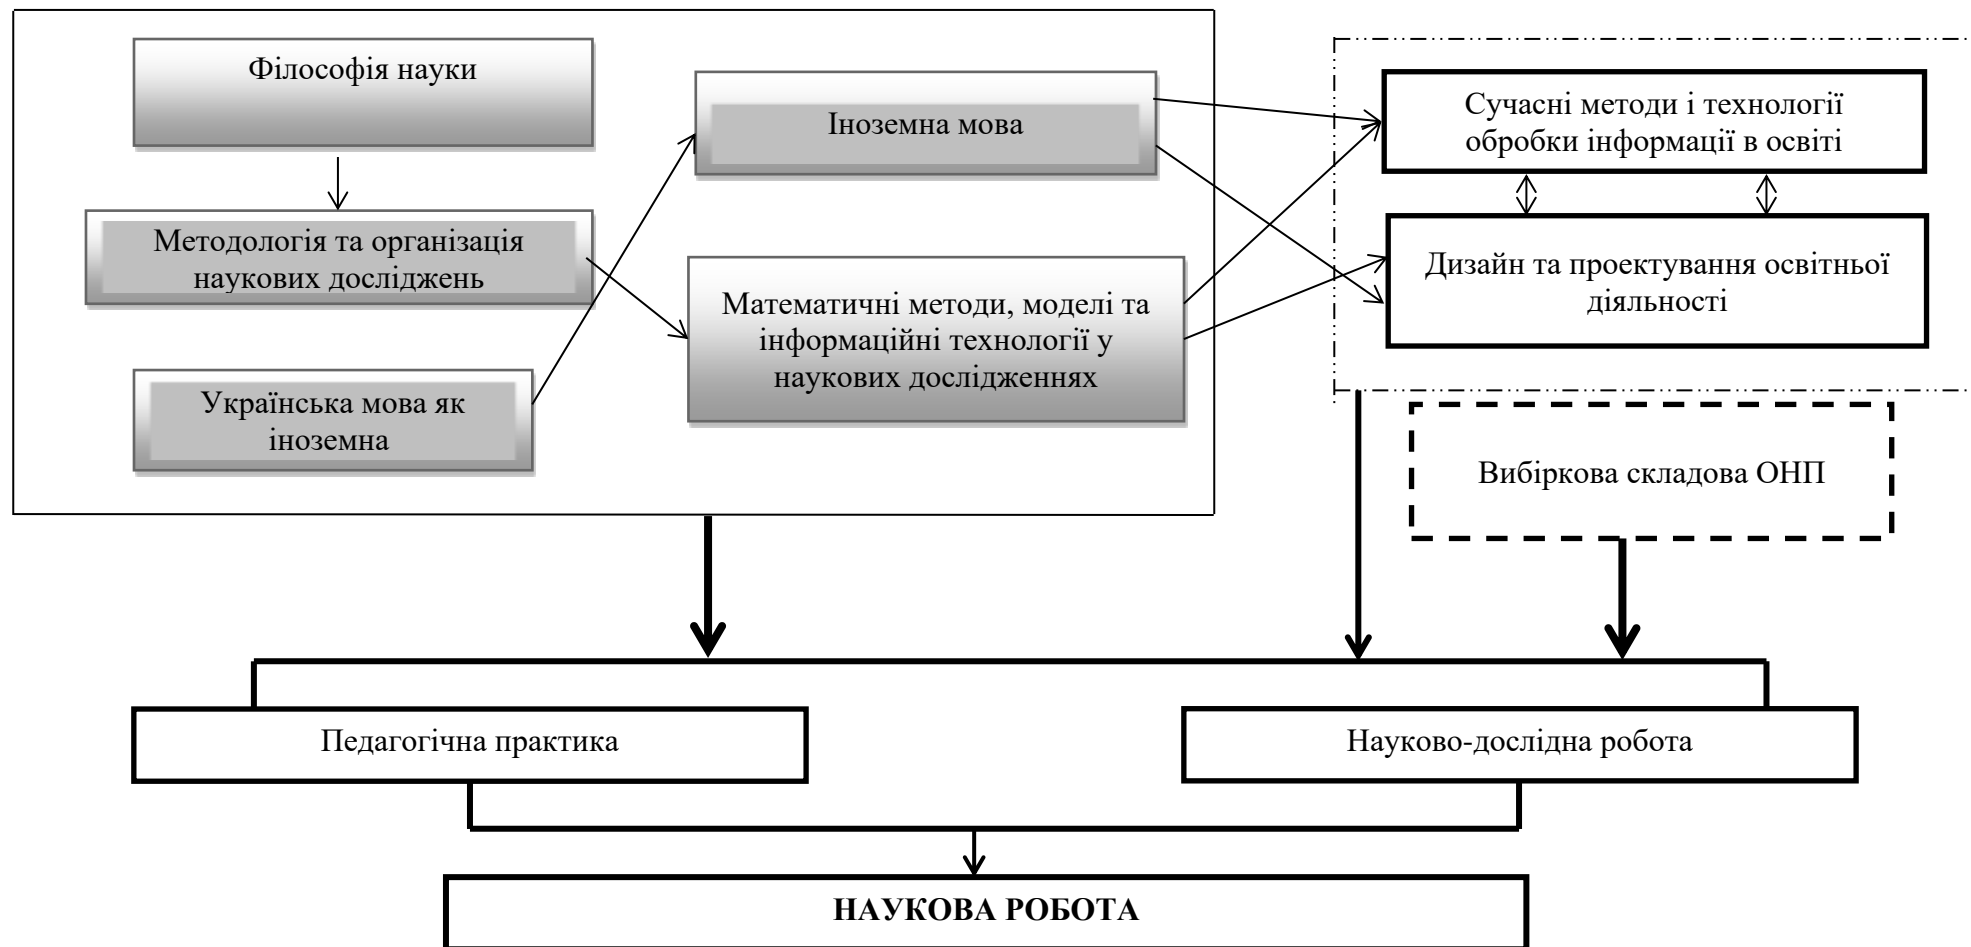 Філософія науки
Методологія та організація
наукових досліджень
Українська мова як
іноземна
Іноземна мова
Математичні методи, моделі та
інформаційні технології у
наукових дослідженнях
Сучасні методи і технології
обробки інформації в освіті
Дизайн та проектування освітньої
діяльності
Вибіркова складова ОНП
Педагогічна практика
Науково-дослідна робота
НАУКОВА РОБОТА